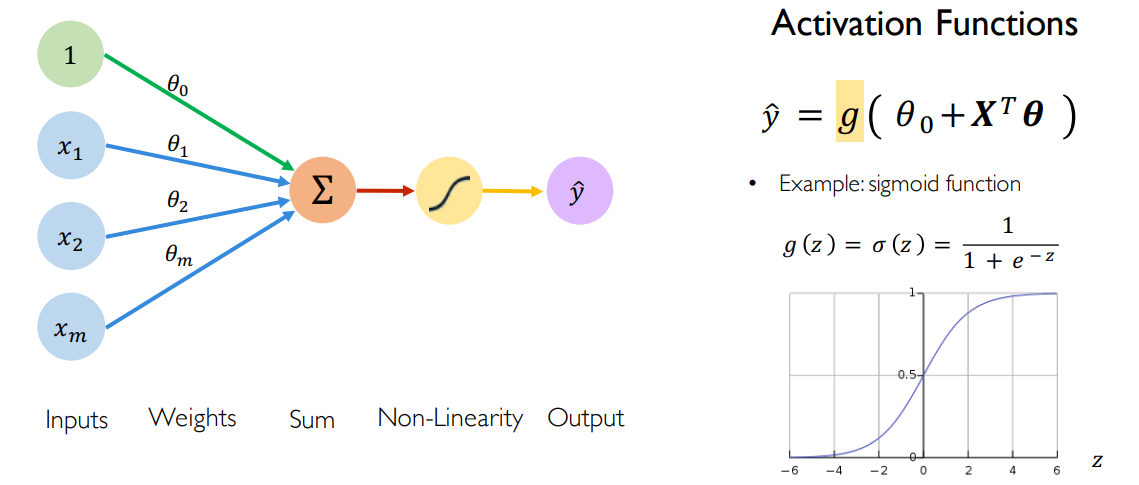 1
x₁
x₂
xₘ
θ₀
θ₁
θ₂
θₘ
Σ
ŷ
Inputs Weights Sum Non-Linearity Output
Activation Functions
ŷ = g ( θ₀ + Xᵀ θ )
• Example: sigmoid function
g (z) = σ (z) = 1 / 1 + e⁻ᶻ
1
0.5
0
−6 −4 −2 0 2 4 6
z